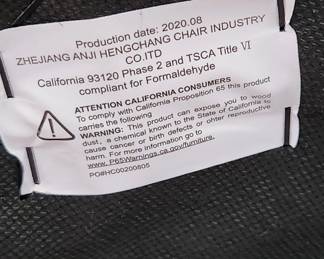 Production date: 2020.08
ZHEJIANG ANJI HENGCHANG CHAIR INDUSTRY
CO.lTD
California 93120 Phase 2 and TSCA Title VI
compliant for Formaldehyde
ATTENTION CALIFORNIA CONSUMERS
To comply with California Proposition 65 this product
carries the following
WARNING: This product can expose you to wood
dust, a chemical known to the State of California to
cause cancer or birth defects or ohter reproductive
harm. For more information go to
www. P65Warnings.ca.gov/furniture.
PO#HC00200805